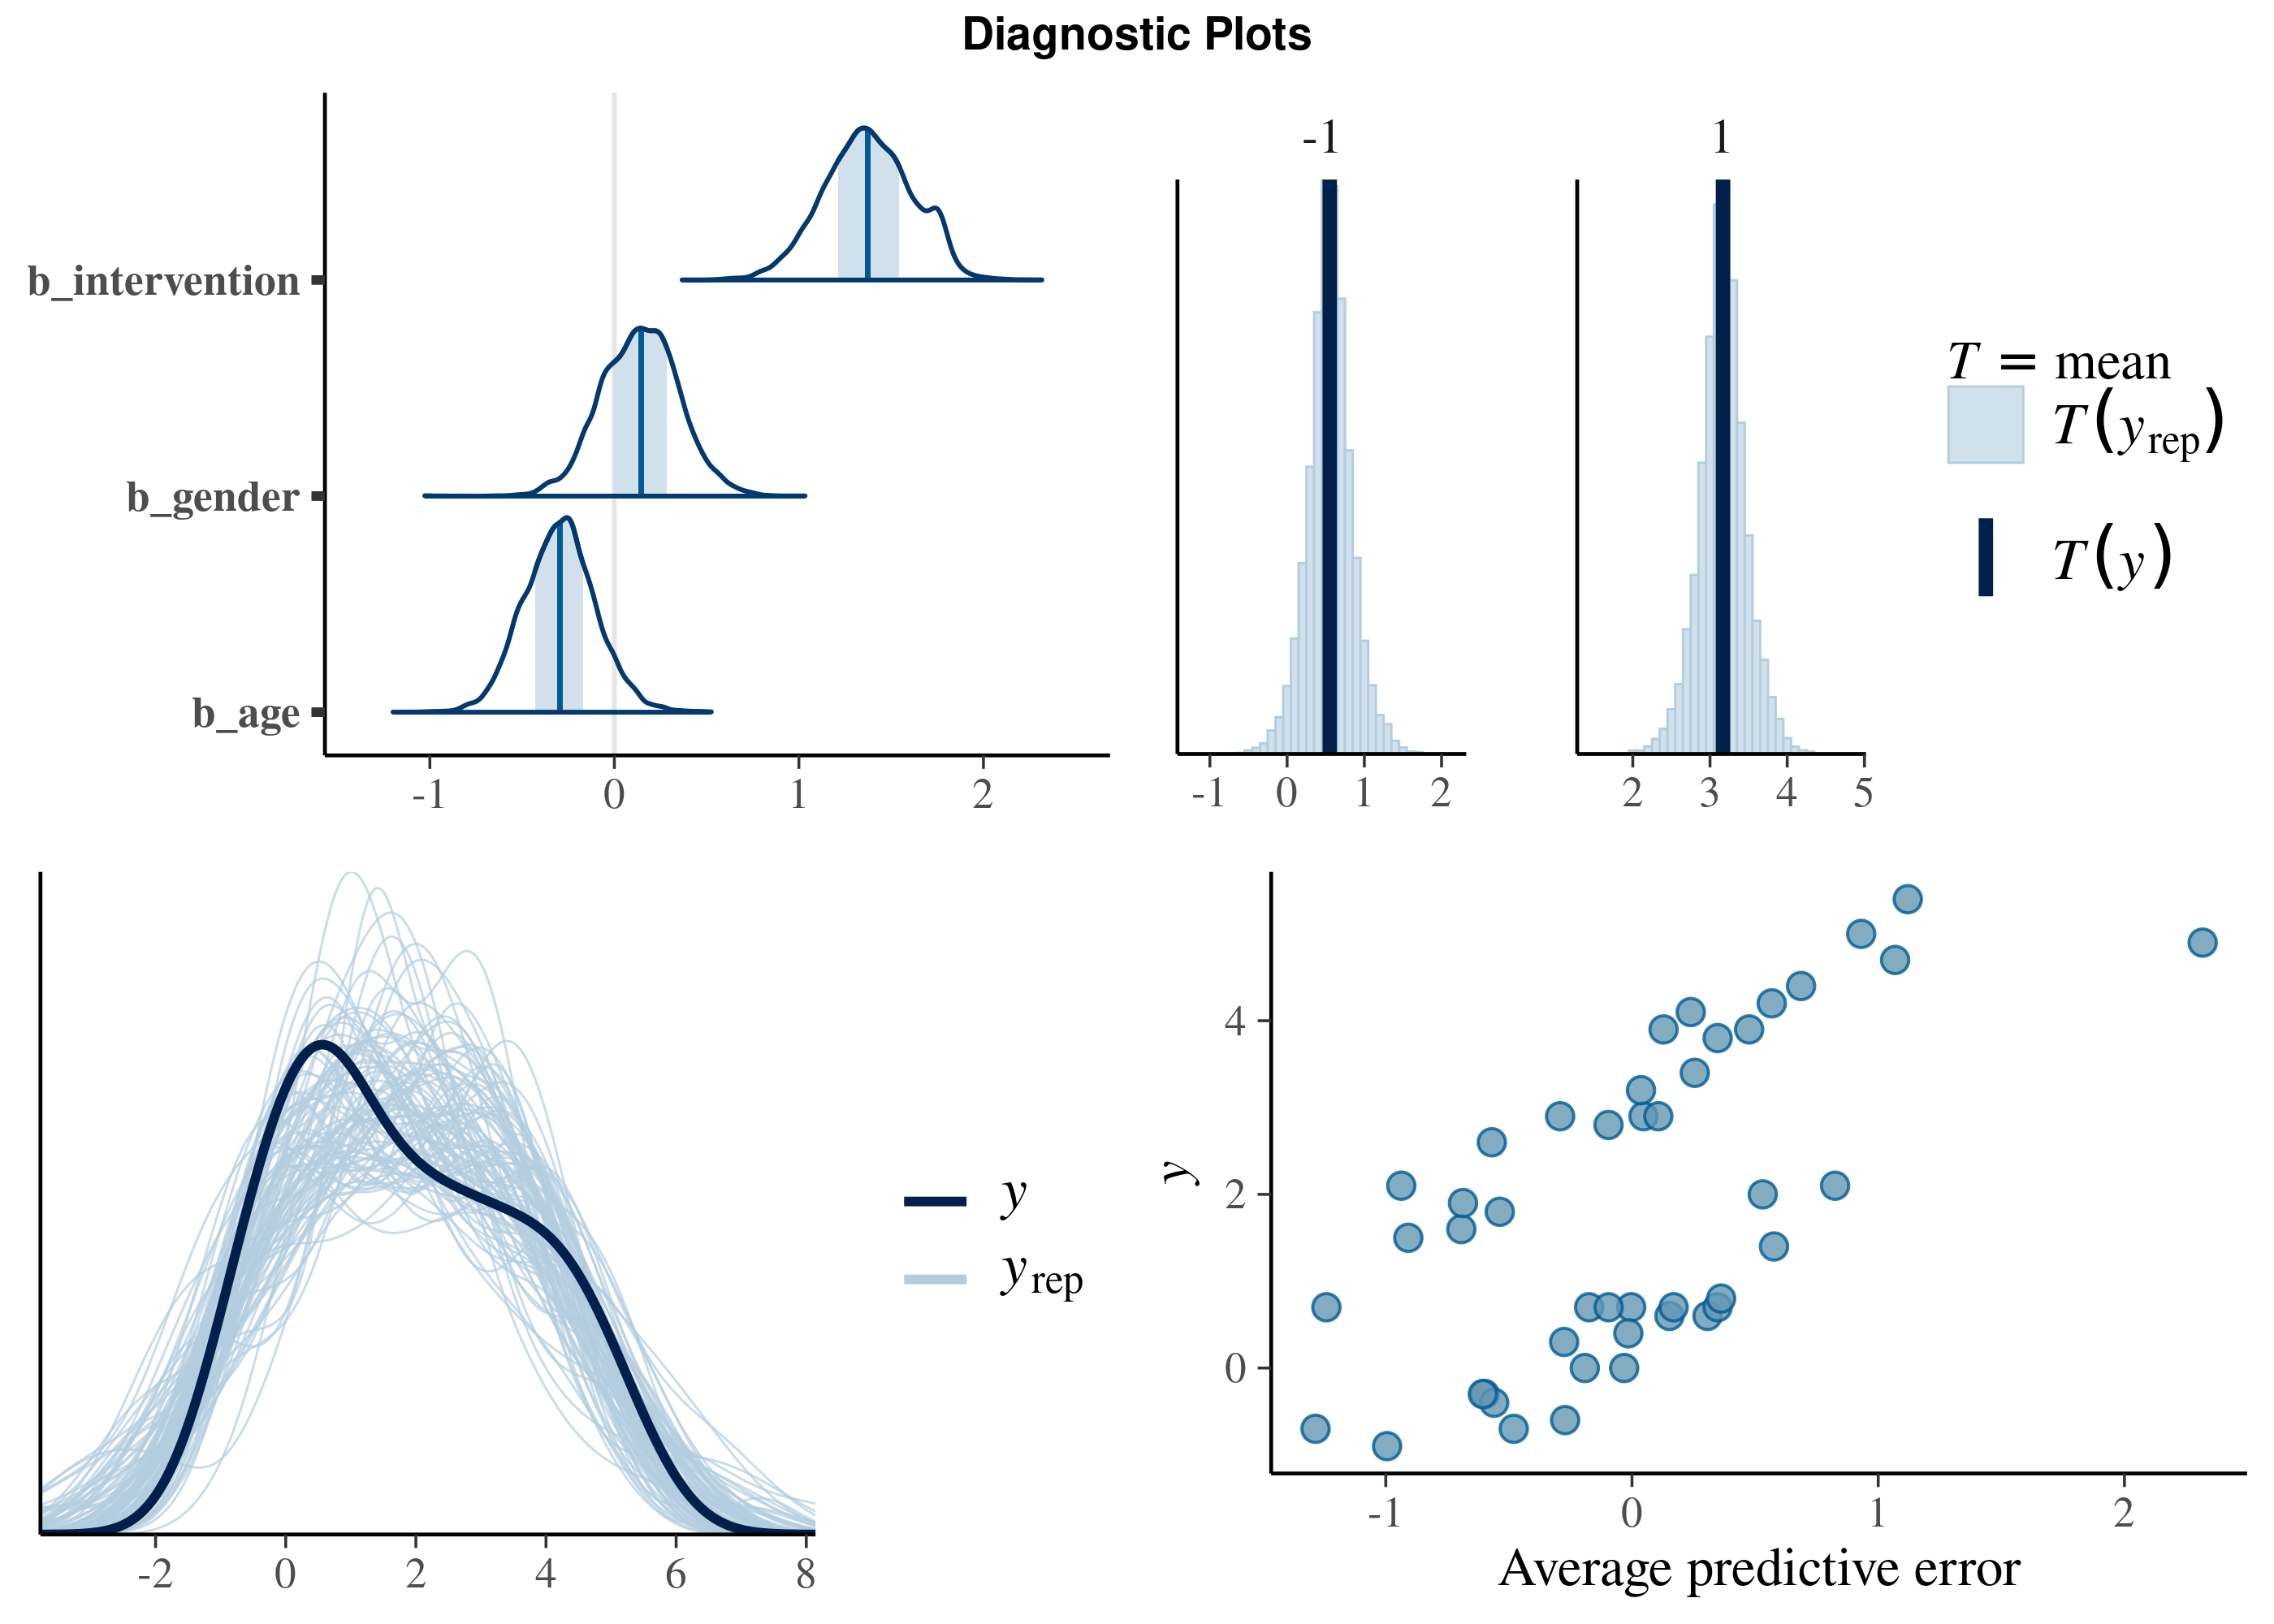 Diagnostic Plots
b_intervention
b_gender
b_age
-1 0 1 2
-1
-1 0 1 2
1
2 3 4 5
T = mean
T(yrep)
T(y)
-2 0 2 4 6 8
y
yrep
y
4
2
0
-1 0 1 2
Average predictive error